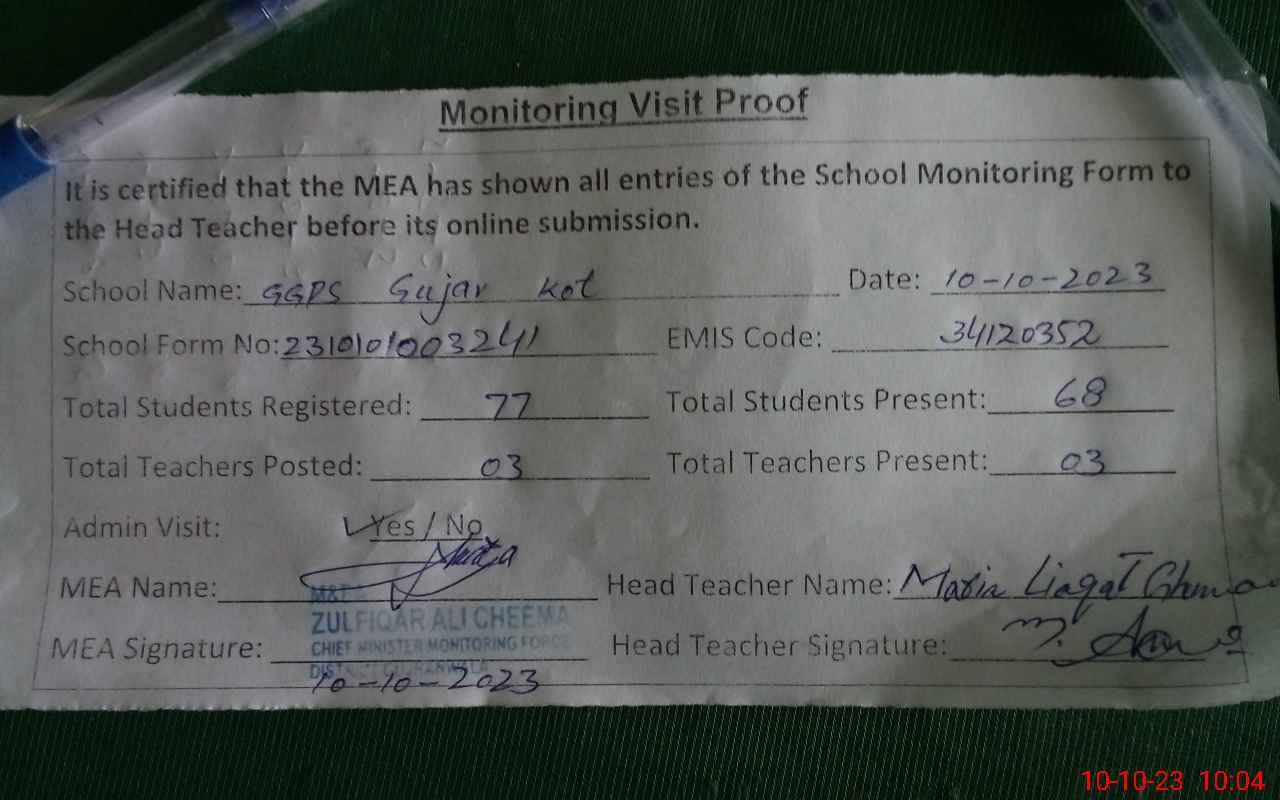 Monitoring Visit Proof
It is certified that the MEA has shown all entries of the School Monitoring Form to
the Head Teacher before its online submission.
School Name: GGPS Gujar Kot Date: 10-10-2023
School Form No: 2310101003241 EMIS Code: 34120352
Total Students Registered: 77 Total Students Present: 68
Total Teachers Posted: 03 Total Teachers Present: 03
Admin Visit: Yes / No
MEA Name: Head Teacher Name: Maria Liaqat
ZULFIQAR ALI CHEEMA
CHIEF MINISTER MONITORING FORCE
MEA Signature: Head Teacher Signature:
10-10-2023
10-10-23 10:04